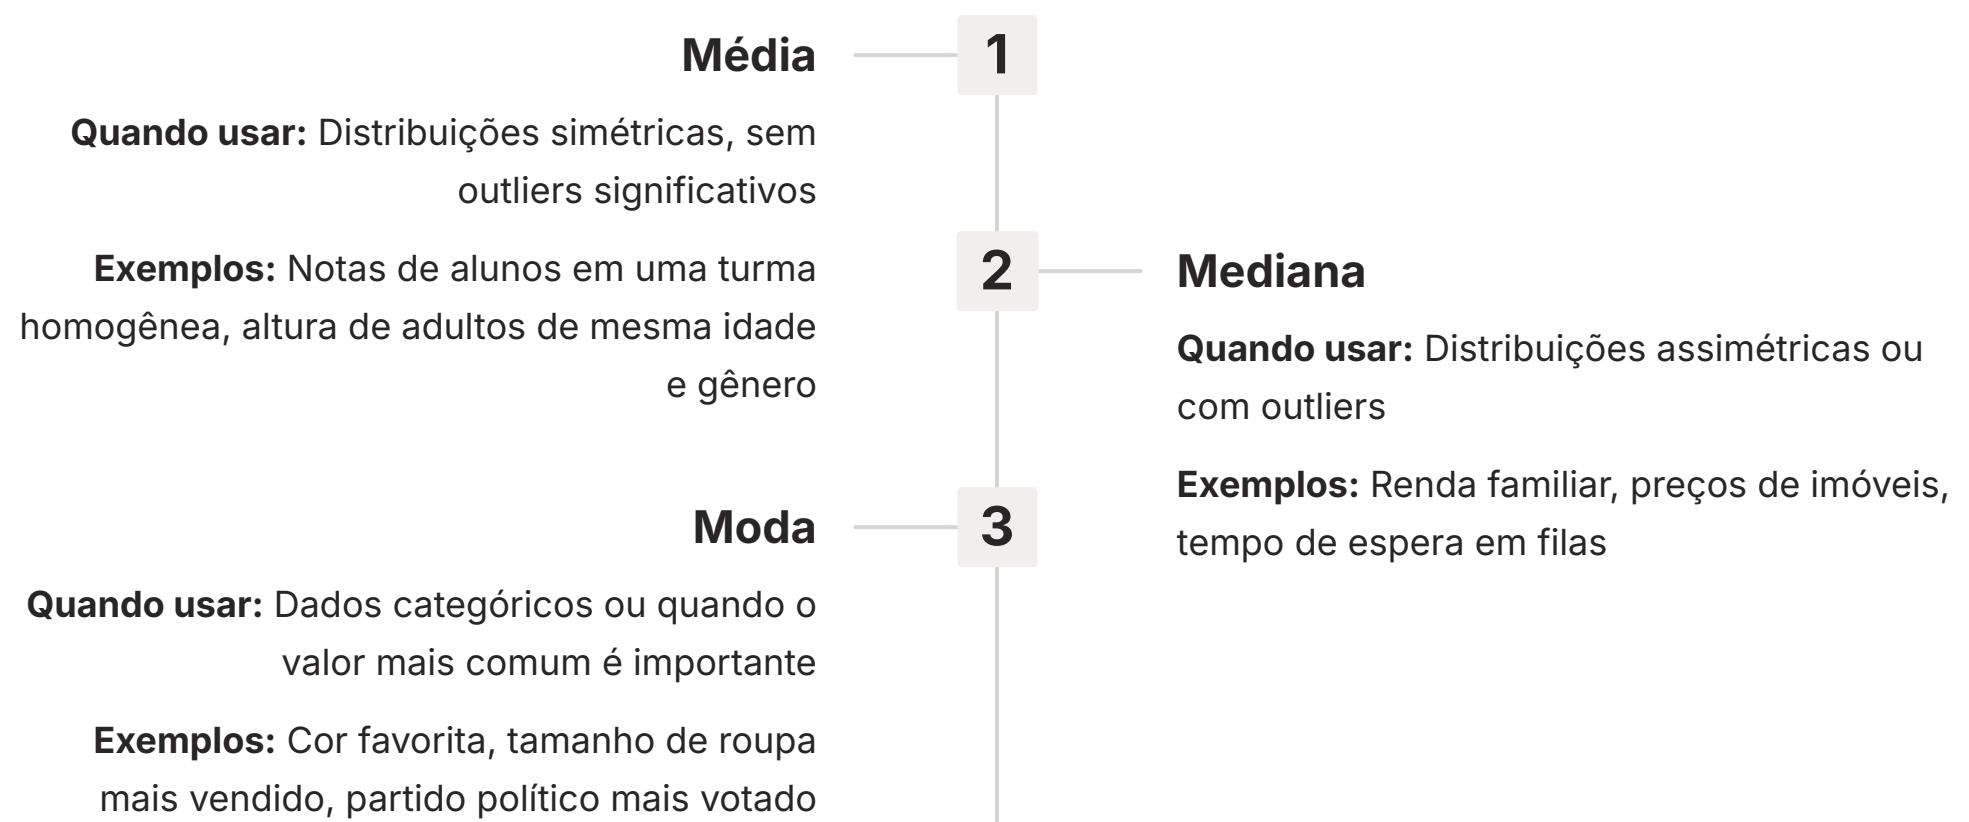 Média
1
Quando usar: Distribuições simétricas, sem
outliers significativos
Exemplos: Notas de alunos em uma turma
homogênea, altura de adultos de mesma idade
e gênero
2
Mediana
Quando usar: Distribuições assimétricas ou
com outliers
Exemplos: Renda familiar, preços de imóveis,
tempo de espera em filas
Moda
3
Quando usar: Dados categóricos ou quando o
valor mais comum é importante
Exemplos: Cor favorita, tamanho de roupa
mais vendido, partido político mais votado